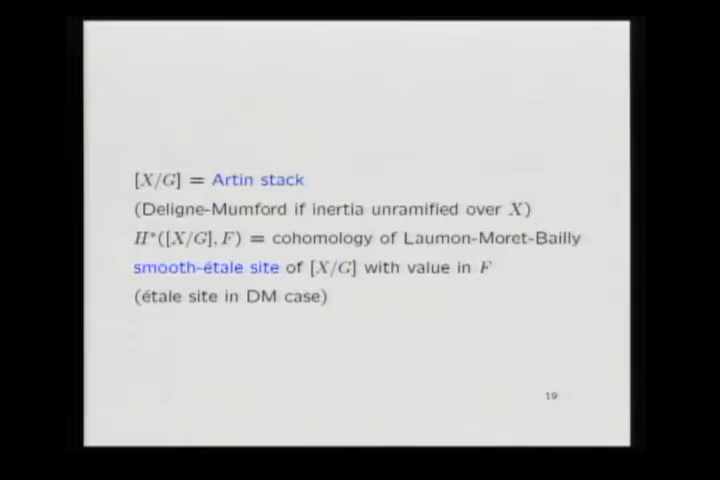 [X/G] = Artin stack
(Deligne-Mumford if inertia unramified over X)
H*([X/G], F) = cohomology of Laumon-Moret-Bailly
smooth-étale site of [X/G] with value in F
(étale site in DM case)
19